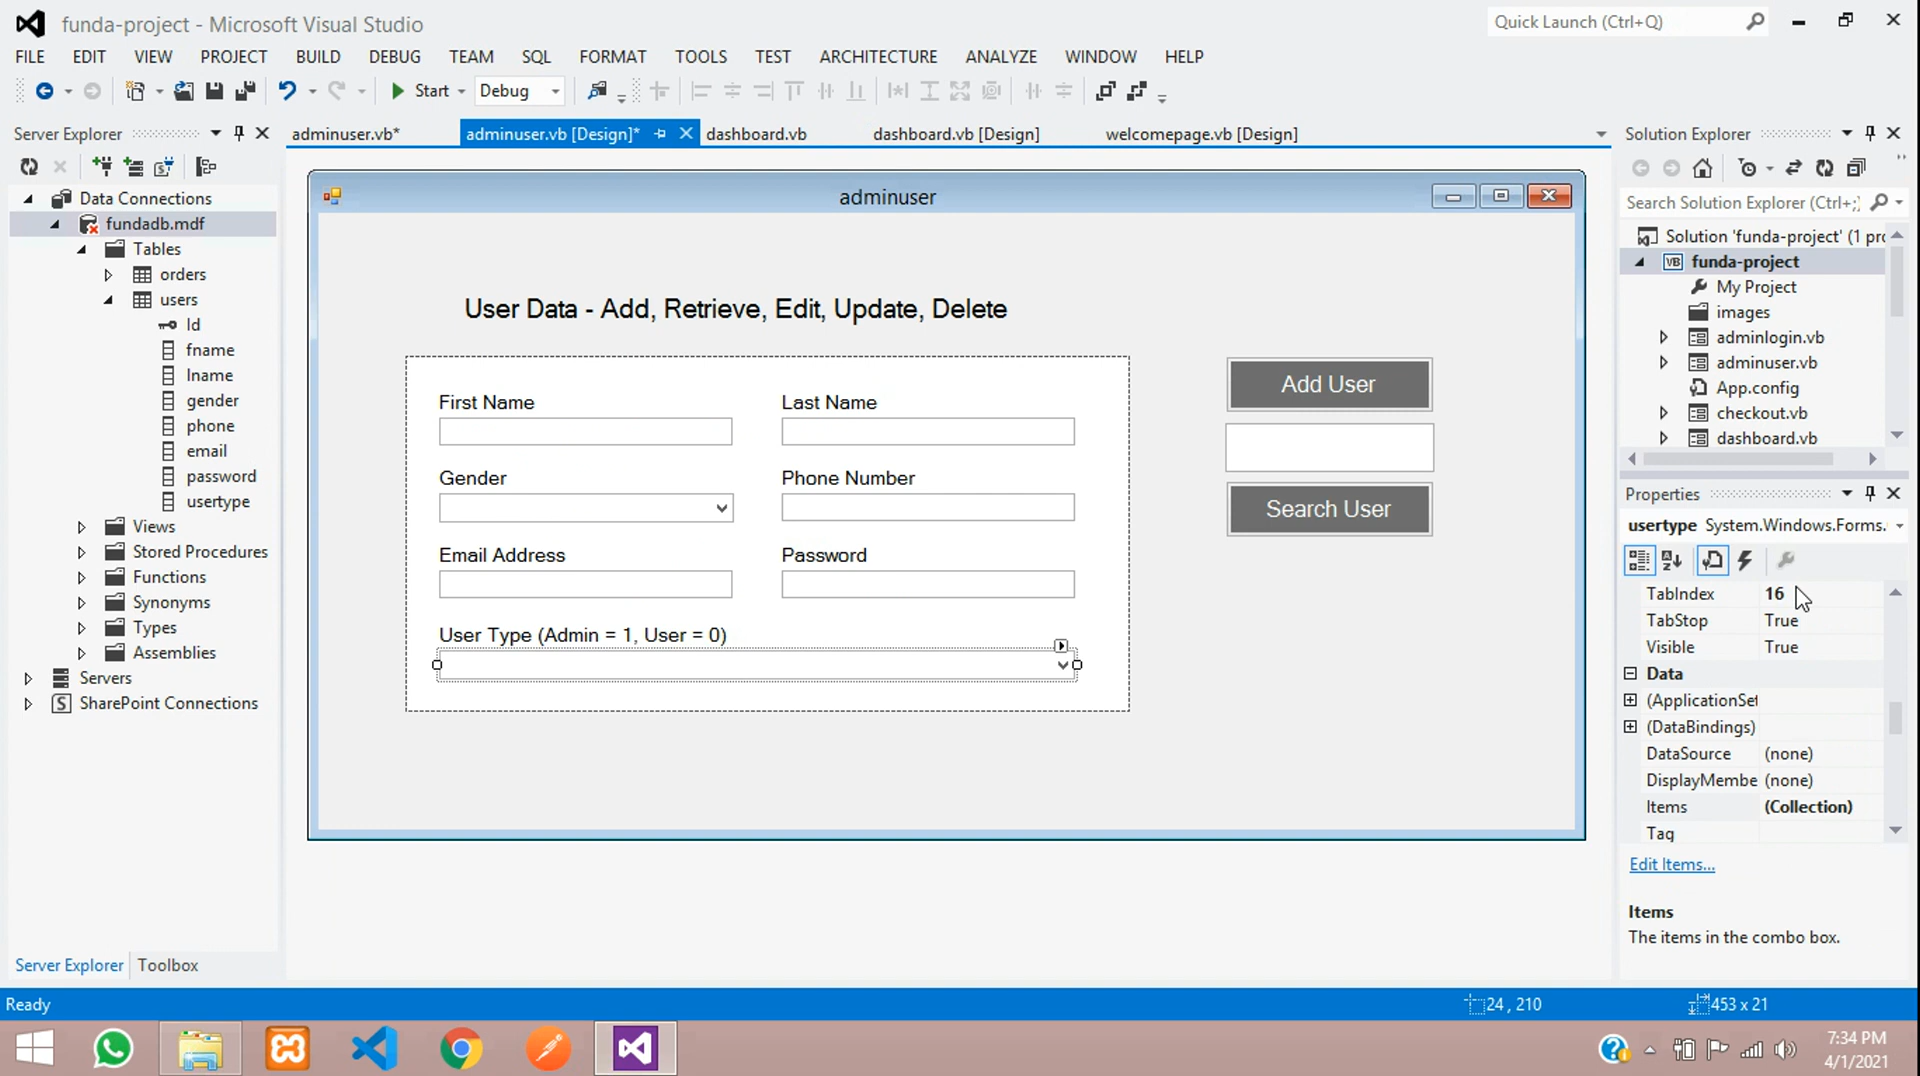 funda-project - Microsoft Visual Studio
Quick Launch (Ctrl+Q)
FILE EDIT VIEW PROJECT BUILD DEBUG TEAM SQL FORMAT TOOLS TEST ARCHITECTURE ANALYZE WINDOW HELP
Start Debug
Server Explorer
adminuser.vb* adminuser.vb [Design]* dashboard.vb dashboard.vb [Design] welcomepage.vb [Design]
Data Connections
fundadb.mdf
Tables
orders
users
Id
fname
lname
gender
phone
email
password
usertype
Views
Stored Procedures
Functions
Synonyms
Types
Assemblies
Servers
SharePoint Connections
Server Explorer Toolbox
adminuser
User Data - Add, Retrieve, Edit, Update, Delete
First Name
Last Name
Gender
Phone Number
Email Address
Password
User Type (Admin = 1, User = 0)
Add User
Search User
Solution Explorer
Search Solution Explorer (Ctrl+;)
Solution 'funda-project' (1 pro
VB funda-project
My Project
images
adminlogin.vb
adminuser.vb
App.config
checkout.vb
dashboard.vb
Properties
usertype System.Windows.Forms.
TabIndex 16
TabStop True
Visible True
Data
(ApplicationSet
(DataBindings)
DataSource (none)
DisplayMembe (none)
Items (Collection)
Tag
Edit Items...
Items
The items in the combo box.
Ready
24 , 210
453 x 21
7:34 PM
4/1/2021